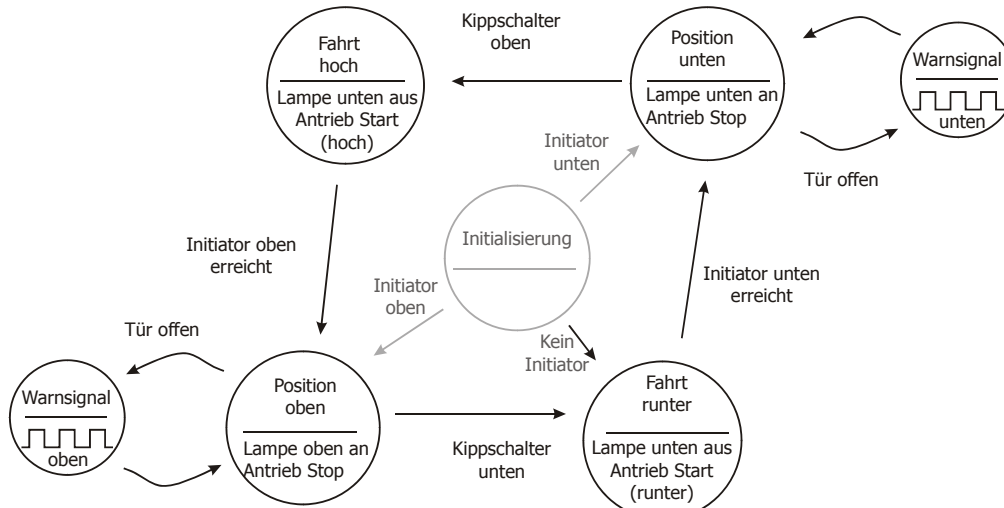 Kippschalter
oben
Fahrt
hoch
Lampe unten aus
Antrieb Start
(hoch)
Position
unten
Lampe unten an
Antrieb Stop
Warnsignal
unten
Tür offen
Initiator
unten
Initialisierung
Initiator oben
erreicht
Initiator
oben
Initiator unten
erreicht
Kein
Initiator
Tür offen
Warnsignal
oben
Position
oben
Lampe oben an
Antrieb Stop
Kippschalter
unten
Fahrt
runter
Lampe unten aus
Antrieb Start
(runter)